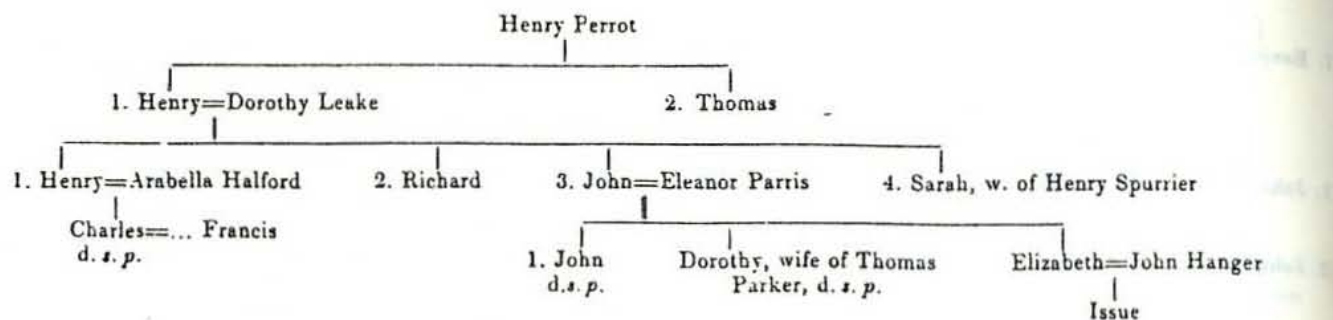 Henry Perrot
1. Henry=Dorothy Leake 2. Thomas
1. Henry=Arabella Halford 2. Richard 3. John=Eleanor Parris 4. Sarah, w. of Henry Spurrier
Charles=... Francis
d. s. p.
1. John Dorothy, wife of Thomas Elizabeth=John Hanger
d.s. p. Parker, d. s. p.
Issue